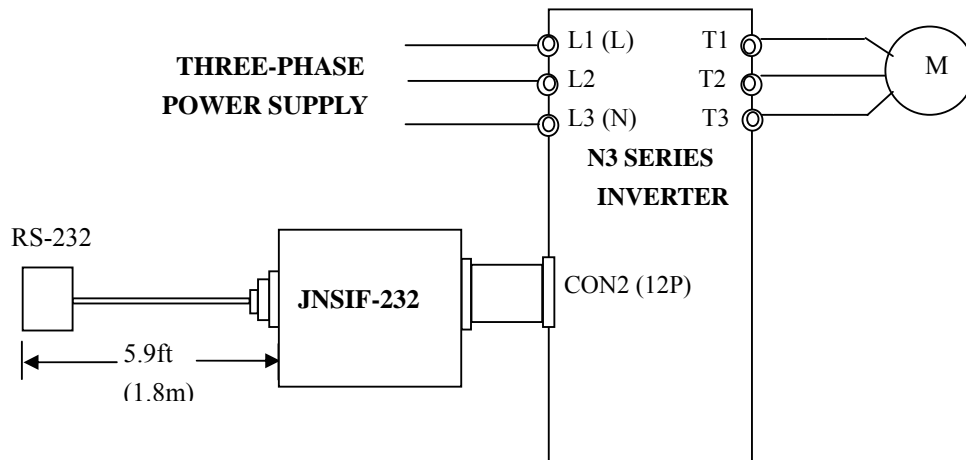 THREE-PHASE
POWER SUPPLY
L1 (L)
L2
L3 (N)
T1
T2
T3
M
N3 SERIES
INVERTER
RS-232
JNSIF-232
CON2 (12P)
5.9ft
(1.8m)